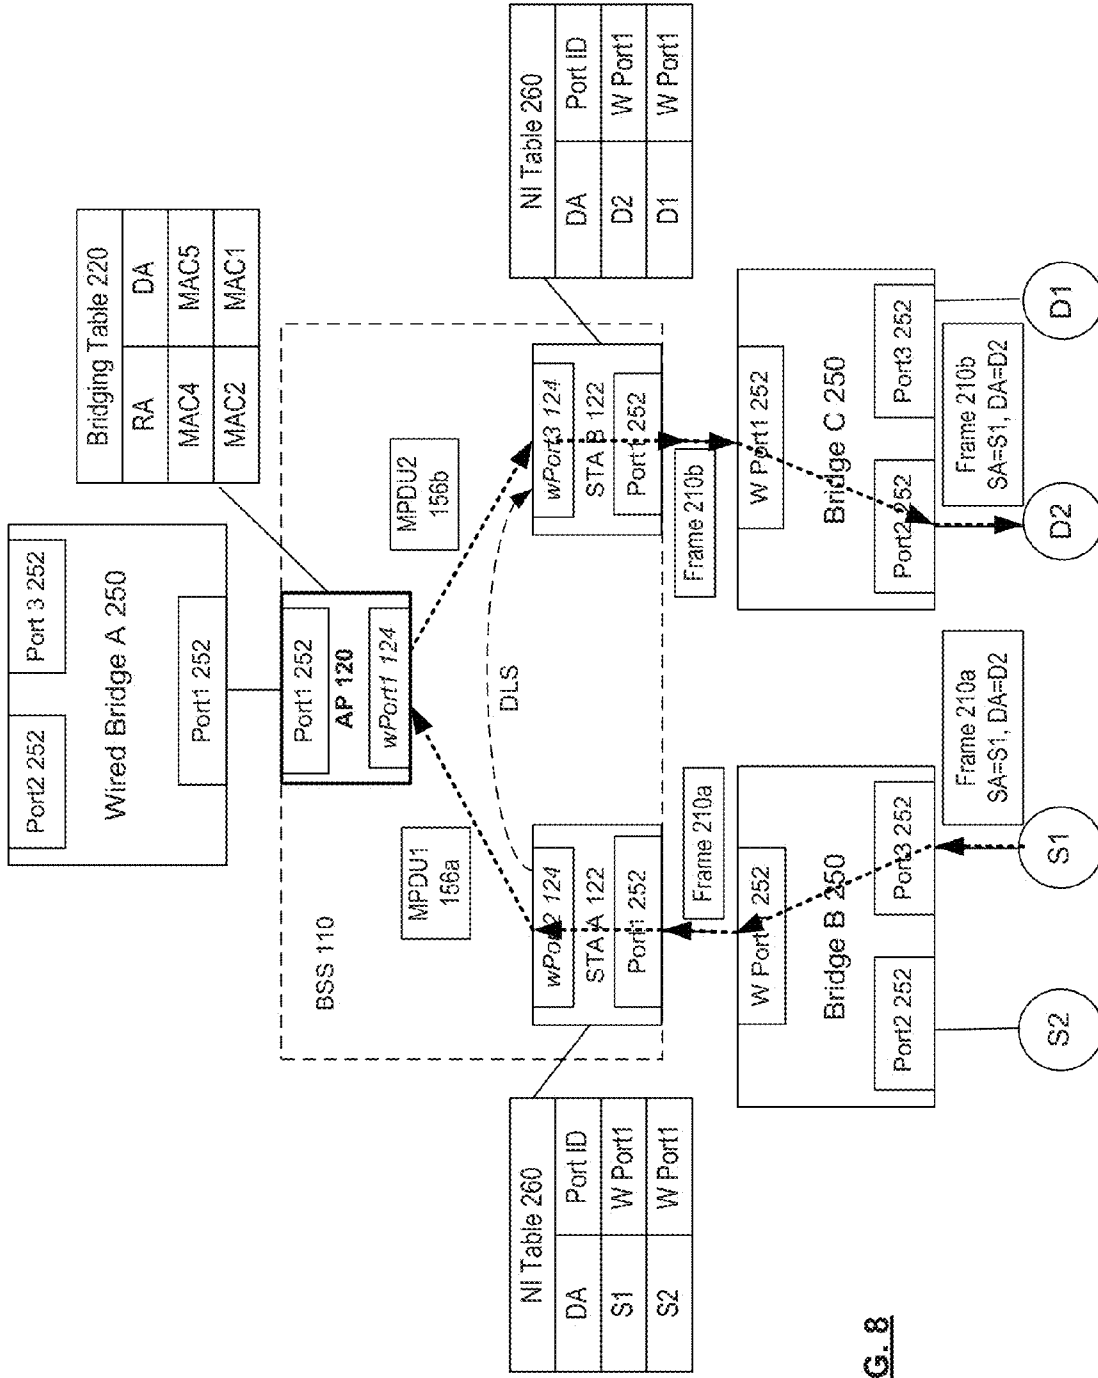 Port2 252
Port 3 252
Wired Bridge A 250
Port1 252
Bridging Table 220
RA DA
MAC4 MAC5
MAC2 MAC1
Port1 252
AP 120
wPort1 124
BSS 110
MPDU1
156a
MPDU2
156b
DLS
NI Table 260
DA Port ID
S1 W Port1
S2 W Port1
wPort2 124
STA A 122
Port1 252
wPort3 124
STA B 122
Port1 252
NI Table 260
DA Port ID
D2 W Port1
D1 W Port1
Frame 210a
Frame 210b
W Port1 252
Bridge B 250
Port2 252
Port3 252
W Port1 252
Bridge C 250
Port2 252
Port3 252
Frame 210a
SA=S1, DA=D2
Frame 210b
SA=S1, DA=D2
S2
S1
D2
D1
G. 8